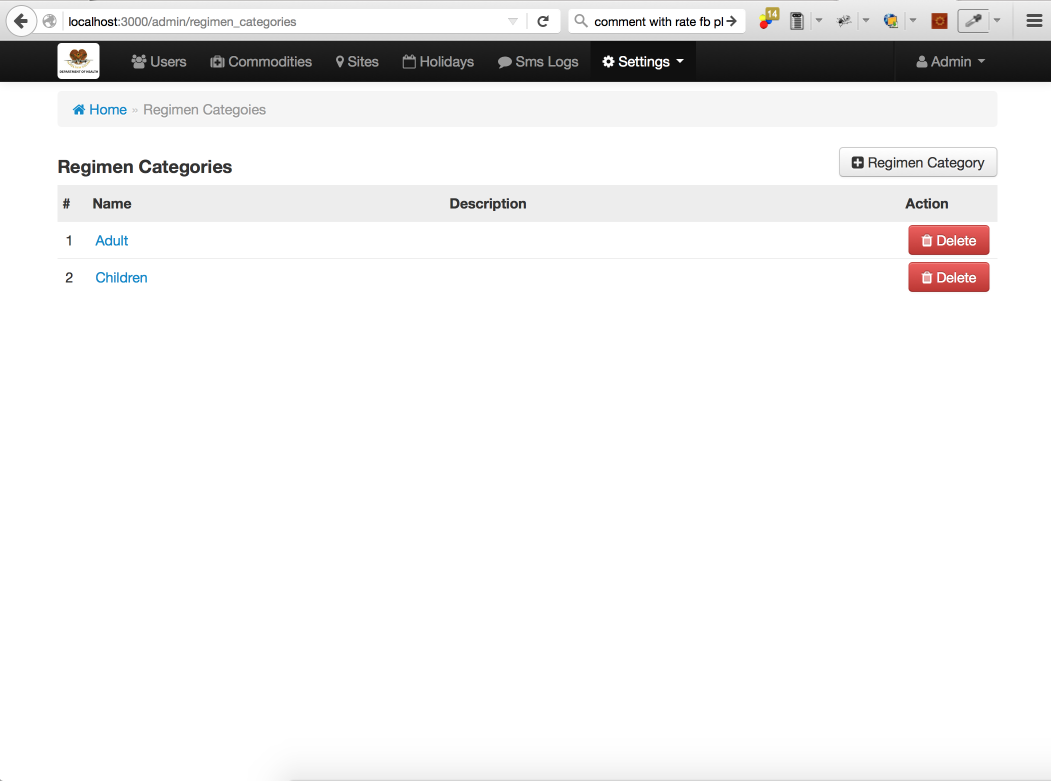 localhost:3000/admin/regimen_categories
comment with rate fb pl
14
DEPARTMENT OF HEALTH
Users
Commodities
Sites
Holidays
Sms Logs
Settings
Admin
Home » Regimen Categoies
Regimen Categories
Regimen Category
# Name Description Action
1 Adult Delete
2 Children Delete